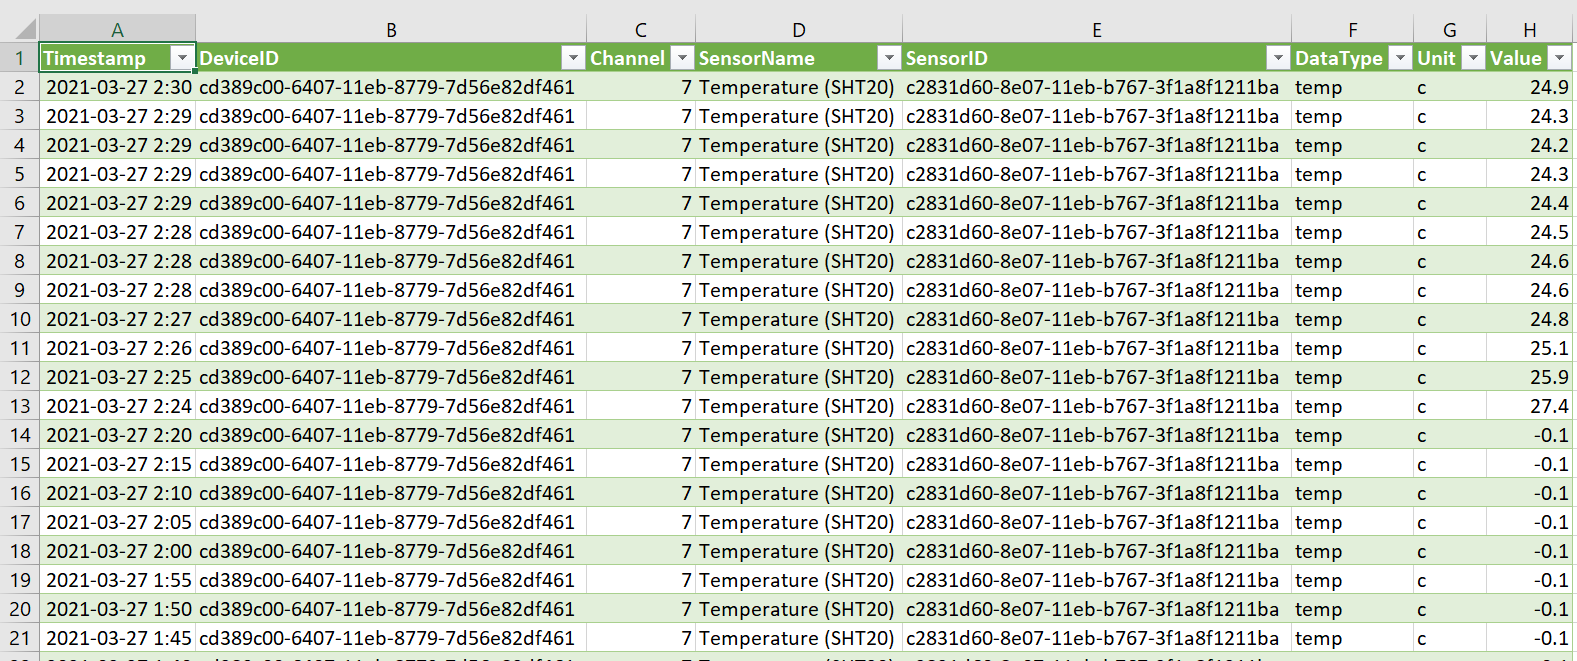 A B C D E F G H
1 Timestamp DeviceID Channel SensorName SensorID DataType Unit Value
2 2021-03-27 2:30 cd389c00-6407-11eb-8779-7d56e82df461 7 Temperature (SHT20) c2831d60-8e07-11eb-b767-3f1a8f1211ba temp c 24.9
3 2021-03-27 2:29 cd389c00-6407-11eb-8779-7d56e82df461 7 Temperature (SHT20) c2831d60-8e07-11eb-b767-3f1a8f1211ba temp c 24.3
4 2021-03-27 2:29 cd389c00-6407-11eb-8779-7d56e82df461 7 Temperature (SHT20) c2831d60-8e07-11eb-b767-3f1a8f1211ba temp c 24.2
5 2021-03-27 2:29 cd389c00-6407-11eb-8779-7d56e82df461 7 Temperature (SHT20) c2831d60-8e07-11eb-b767-3f1a8f1211ba temp c 24.3
6 2021-03-27 2:29 cd389c00-6407-11eb-8779-7d56e82df461 7 Temperature (SHT20) c2831d60-8e07-11eb-b767-3f1a8f1211ba temp c 24.4
7 2021-03-27 2:28 cd389c00-6407-11eb-8779-7d56e82df461 7 Temperature (SHT20) c2831d60-8e07-11eb-b767-3f1a8f1211ba temp c 24.5
8 2021-03-27 2:28 cd389c00-6407-11eb-8779-7d56e82df461 7 Temperature (SHT20) c2831d60-8e07-11eb-b767-3f1a8f1211ba temp c 24.6
9 2021-03-27 2:28 cd389c00-6407-11eb-8779-7d56e82df461 7 Temperature (SHT20) c2831d60-8e07-11eb-b767-3f1a8f1211ba temp c 24.6
10 2021-03-27 2:27 cd389c00-6407-11eb-8779-7d56e82df461 7 Temperature (SHT20) c2831d60-8e07-11eb-b767-3f1a8f1211ba temp c 24.8
11 2021-03-27 2:26 cd389c00-6407-11eb-8779-7d56e82df461 7 Temperature (SHT20) c2831d60-8e07-11eb-b767-3f1a8f1211ba temp c 25.1
12 2021-03-27 2:25 cd389c00-6407-11eb-8779-7d56e82df461 7 Temperature (SHT20) c2831d60-8e07-11eb-b767-3f1a8f1211ba temp c 25.9
13 2021-03-27 2:24 cd389c00-6407-11eb-8779-7d56e82df461 7 Temperature (SHT20) c2831d60-8e07-11eb-b767-3f1a8f1211ba temp c 27.4
14 2021-03-27 2:20 cd389c00-6407-11eb-8779-7d56e82df461 7 Temperature (SHT20) c2831d60-8e07-11eb-b767-3f1a8f1211ba temp c -0.1
15 2021-03-27 2:15 cd389c00-6407-11eb-8779-7d56e82df461 7 Temperature (SHT20) c2831d60-8e07-11eb-b767-3f1a8f1211ba temp c -0.1
16 2021-03-27 2:10 cd389c00-6407-11eb-8779-7d56e82df461 7 Temperature (SHT20) c2831d60-8e07-11eb-b767-3f1a8f1211ba temp c -0.1
17 2021-03-27 2:05 cd389c00-6407-11eb-8779-7d56e82df461 7 Temperature (SHT20) c2831d60-8e07-11eb-b767-3f1a8f1211ba temp c -0.1
18 2021-03-27 2:00 cd389c00-6407-11eb-8779-7d56e82df461 7 Temperature (SHT20) c2831d60-8e07-11eb-b767-3f1a8f1211ba temp c -0.1
19 2021-03-27 1:55 cd389c00-6407-11eb-8779-7d56e82df461 7 Temperature (SHT20) c2831d60-8e07-11eb-b767-3f1a8f1211ba temp c -0.1
20 2021-03-27 1:50 cd389c00-6407-11eb-8779-7d56e82df461 7 Temperature (SHT20) c2831d60-8e07-11eb-b767-3f1a8f1211ba temp c -0.1
21 2021-03-27 1:45 cd389c00-6407-11eb-8779-7d56e82df461 7 Temperature (SHT20) c2831d60-8e07-11eb-b767-3f1a8f1211ba temp c -0.1